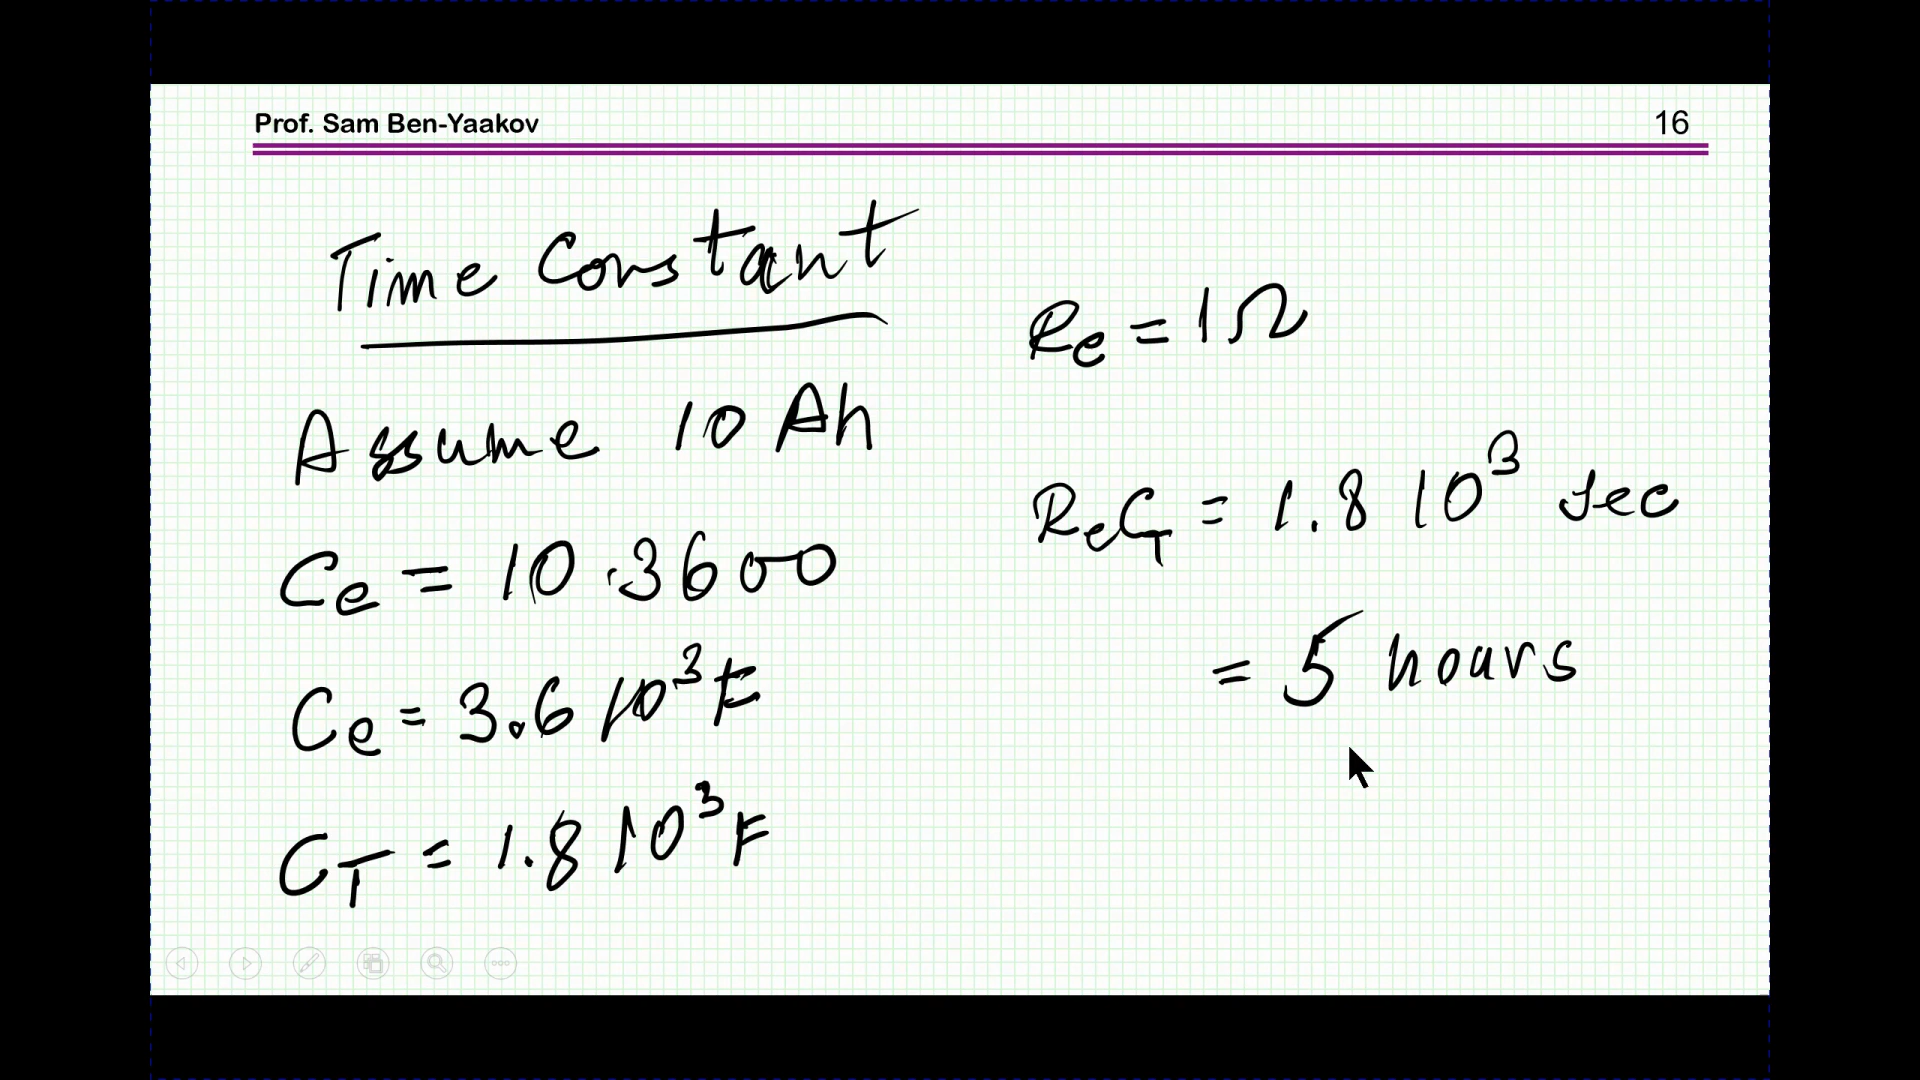 Prof. Sam Ben-Yaakov
16
Time Constant
Assume 10 Ah
Ce = 10·3600
Ce = 3.6 10³ F
CT = 1.8 10³ F
Re = 1Ω
ReCT = 1.8 10³ sec
= 5 hours